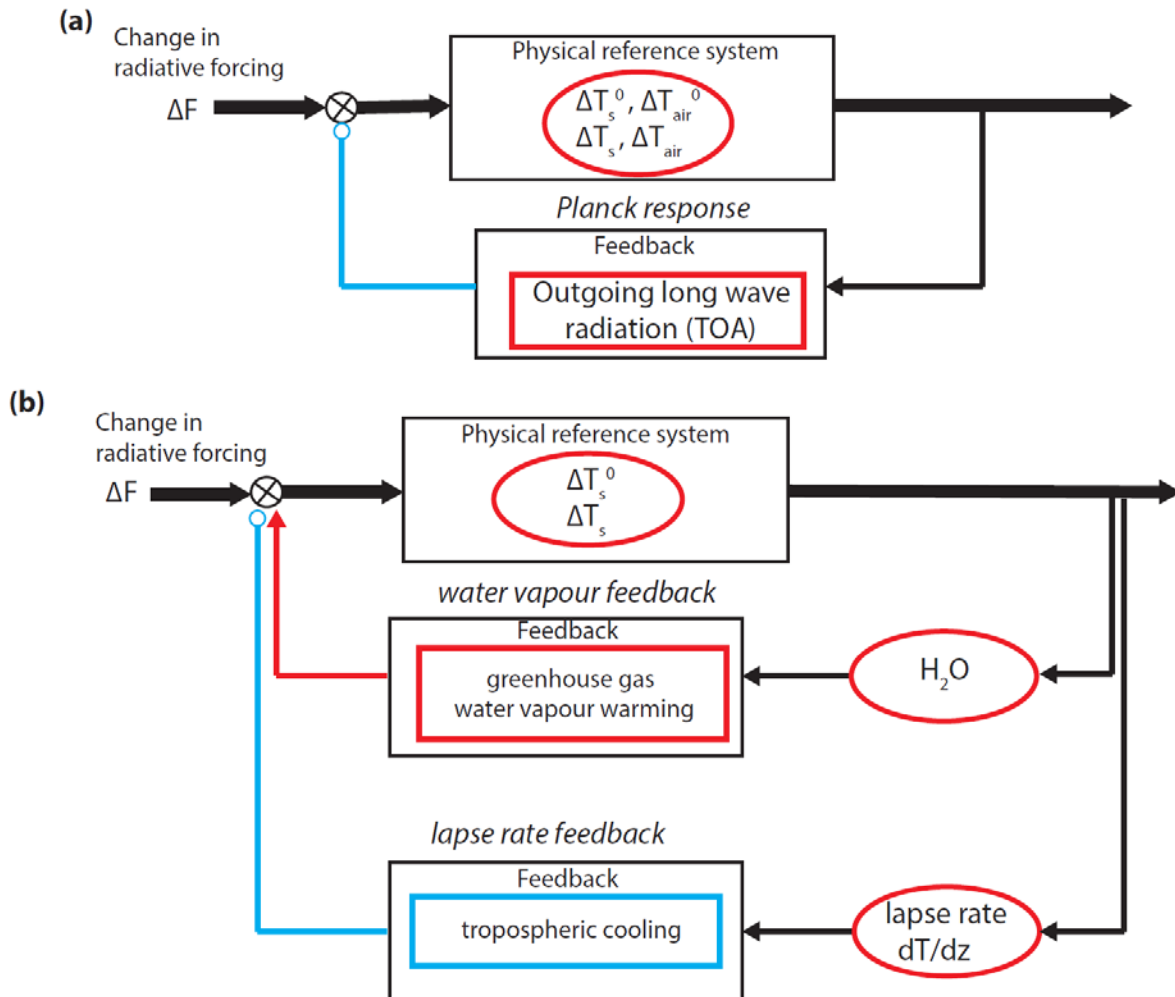 (a)
Change in
radiative forcing
ΔF
Physical reference system
ΔTₛ⁰, ΔT_air⁰
ΔTₛ, ΔT_air
Planck response
Feedback
Outgoing long wave
radiation (TOA)
(b)
Change in
radiative forcing
ΔF
Physical reference system
ΔTₛ⁰
ΔTₛ
water vapour feedback
Feedback
greenhouse gas
water vapour warming
H₂O
lapse rate feedback
Feedback
tropospheric cooling
lapse rate
dT/dz